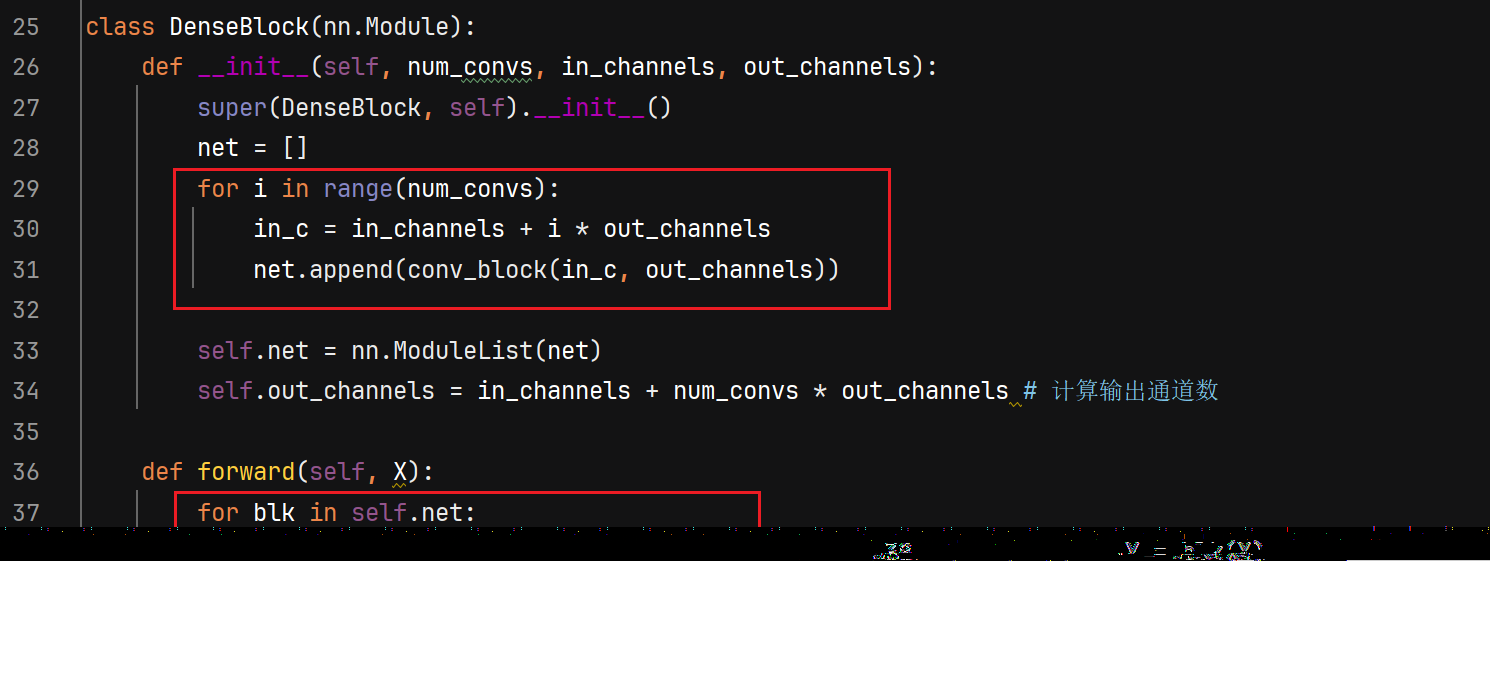 25 class DenseBlock(nn.Module):
26 def __init__(self, num_convs, in_channels, out_channels):
27 super(DenseBlock, self).__init__()
28 net = []
29 for i in range(num_convs):
30 in_c = in_channels + i * out_channels
31 net.append(conv_block(in_c, out_channels))
32
33 self.net = nn.ModuleList(net)
34 self.out_channels = in_channels + num_convs * out_channels # 计算输出通道数
35
36 def forward(self, X):
37 for blk in self.net: